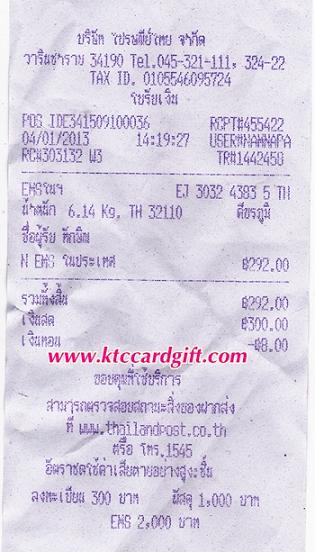 บริษัท ไปรษณีย์ไทย จำกัด
วารินชำราบ 34190 Tel.045-321-111, 324-22
TAX ID. 0105546095724
ใบรับเงิน
POS IDE341509100036 RCPT#455422
04/01/2013 14:19:27 USER#NAWNAPA
RC#303132 W3 TR#1442450
EMSในฯ EJ 3032 4383 5 TH
น้ำหนัก 6.14 Kg, TH 32110 ศีขรภูมิ
ชื่อผู้รับ ทักษิณ
N EMS ในประเทศ ฿292.00
รวมทั้งสิ้น ฿292.00
เงินสด ฿300.00
เงินทอน -฿8.00
www.ktccardgift.com
ขอบคุณที่ใช้บริการ
สามารถตรวจสอบสถานะสิ่งของฝากส่ง
ที่ www.thailandpost.co.th
หรือ โทร.1545
อัตราชดใช้ค่าเสียหายอย่างสูงะชิ้น
ลงทะเบียน 300 บาท พัสดุ 1,000 บาท
EMS 2,000 บาท